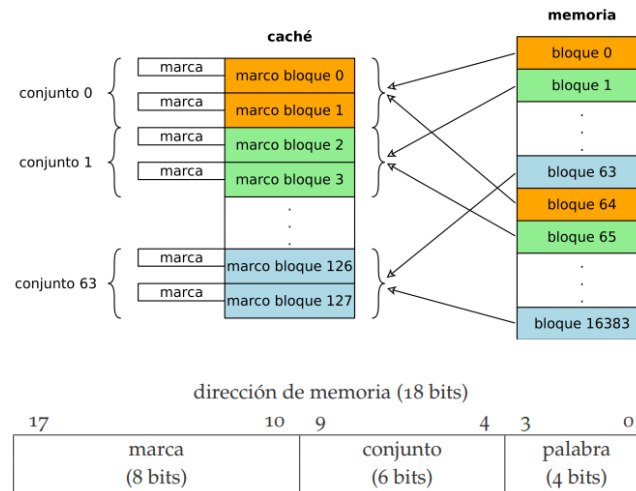 memoria
caché
bloque 0
marca
marco bloque 0
bloque 1
conjunto 0
marca
marco bloque 1
.
.
.
marca
marco bloque 2
conjunto 1
marca
marco bloque 3
bloque 63
bloque 64
.
.
.
bloque 65
marca
marco bloque 126
.
.
.
conjunto 63
marca
marco bloque 127
bloque 16383
dirección de memoria (18 bits)
17 10 9 4 3 0
marca conjunto palabra
(8 bits) (6 bits) (4 bits)